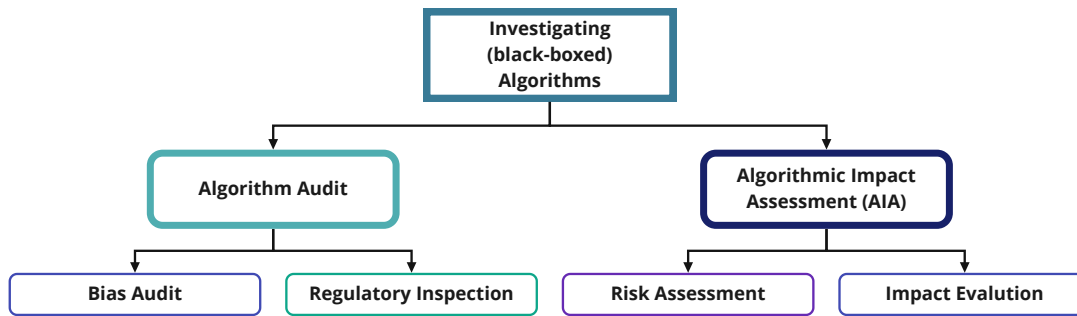 Investigating
(black-boxed)
Algorithms
Algorithm Audit
Algorithmic Impact
Assessment (AIA)
Bias Audit
Regulatory Inspection
Risk Assessment
Impact Evalution